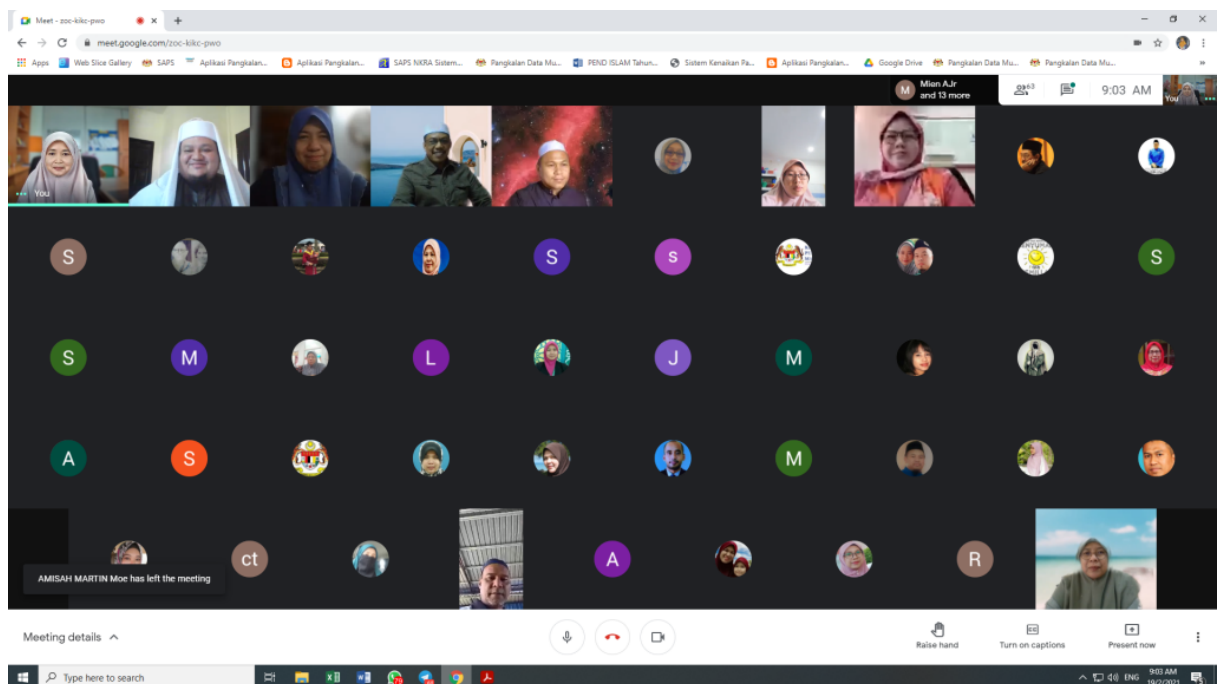 Meet - zoc-kikc-pwo
meet.google.com/zoc-kikc-pwo
Apps Web Slice Gallery SAPS Aplikasi Pangkalan... Aplikasi Pangkalan... SAPS NKRA Sistem... Pangkalan Data Mu... PEND ISLAM Tahun... Sistem Kenaikan Pa... Aplikasi Pangkalan... Google Drive Pangkalan Data Mu... Pangkalan Data Mu...
M Mien AJr
and 13 more
63
9:03 AM
You
You
S S s S
S M L J M
A S M
ct A R
AMISAH MARTIN Moe has left the meeting
Meeting details
Raise hand Turn on captions Present now
Type here to search
ENG
9:03 AM
19/2/2021